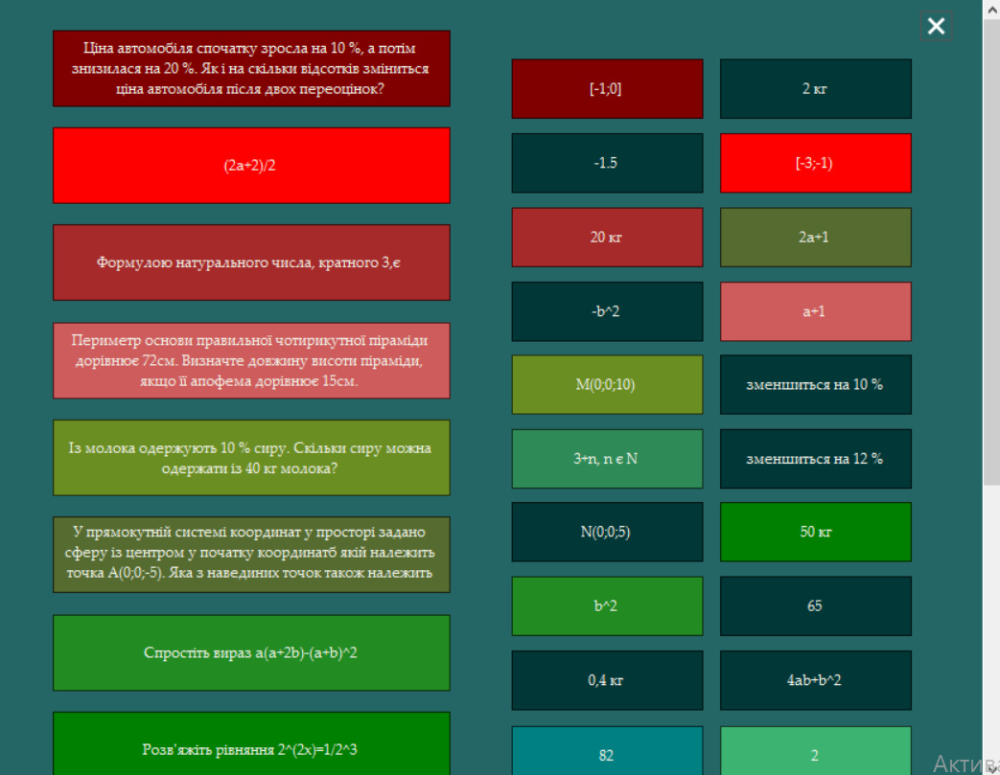 Ціна автомобіля спочатку зросла на 10 %, а потім
знизилася на 20 %. Як і на скільки відсотків зміниться
ціна автомобіля після двох переоцінок?
(2a+2)/2
Формулою натурального числа, кратного 3,є
Периметр основи правильної чотирикутної піраміди
дорівнює 72см. Визначте довжину висоти піраміди,
якщо її апофема дорівнює 15см.
Із молока одержують 10 % сиру. Скільки сиру можна
одержати із 40 кг молока?
У прямокутній системі координат у просторі задано
сферу із центром у початку координатб якій належить
точка A(0;0;-5). Яка з навединих точок також належить
Спростіть вираз a(a+2b)-(a+b)^2
Розв'яжіть рівняння 2^(2x)=1/2^3
[-1;0]
2 кг
-1.5
[-3;-1)
20 кг
2a+1
-b^2
a+1
M(0;0;10)
зменшиться на 10 %
3+n, n є N
зменшиться на 12 %
N(0;0;5)
50 кг
b^2
65
0,4 кг
4ab+b^2
82
2